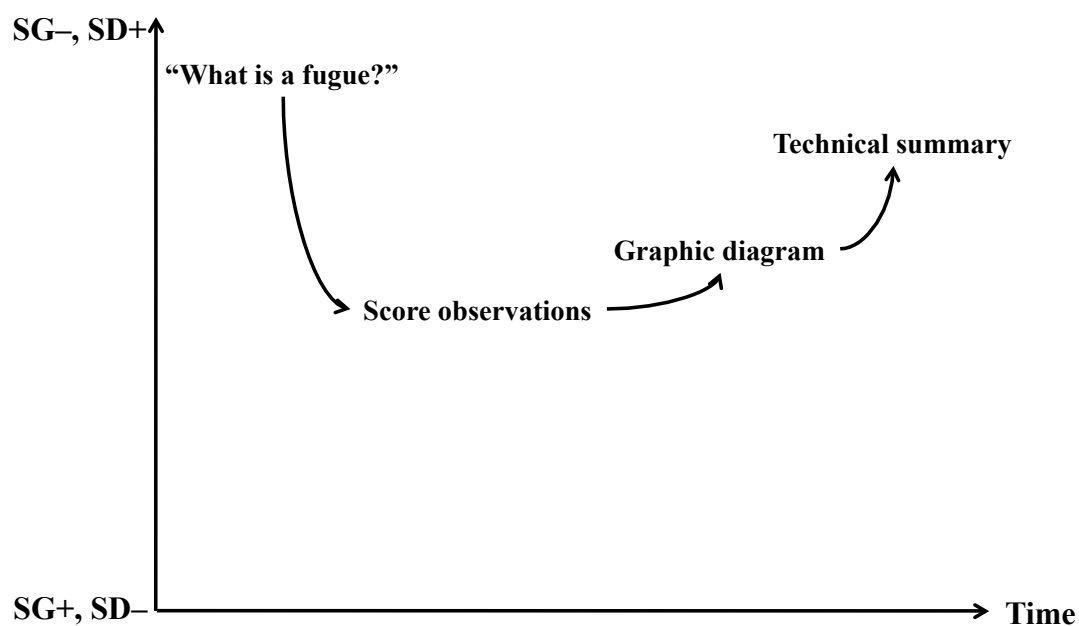 SG–, SD+
“What is a fugue?”
Technical summary
Graphic diagram
Score observations
SG+, SD–
Time